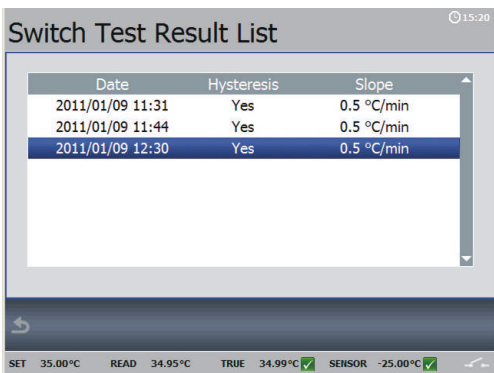 15:20
Switch Test Result List
Date Hysteresis Slope
2011/01/09 11:31 Yes 0.5 °C/min
2011/01/09 11:44 Yes 0.5 °C/min
2011/01/09 12:30 Yes 0.5 °C/min
SET 35.00°C READ 34.95°C TRUE 34.99°C SENSOR -25.00°C